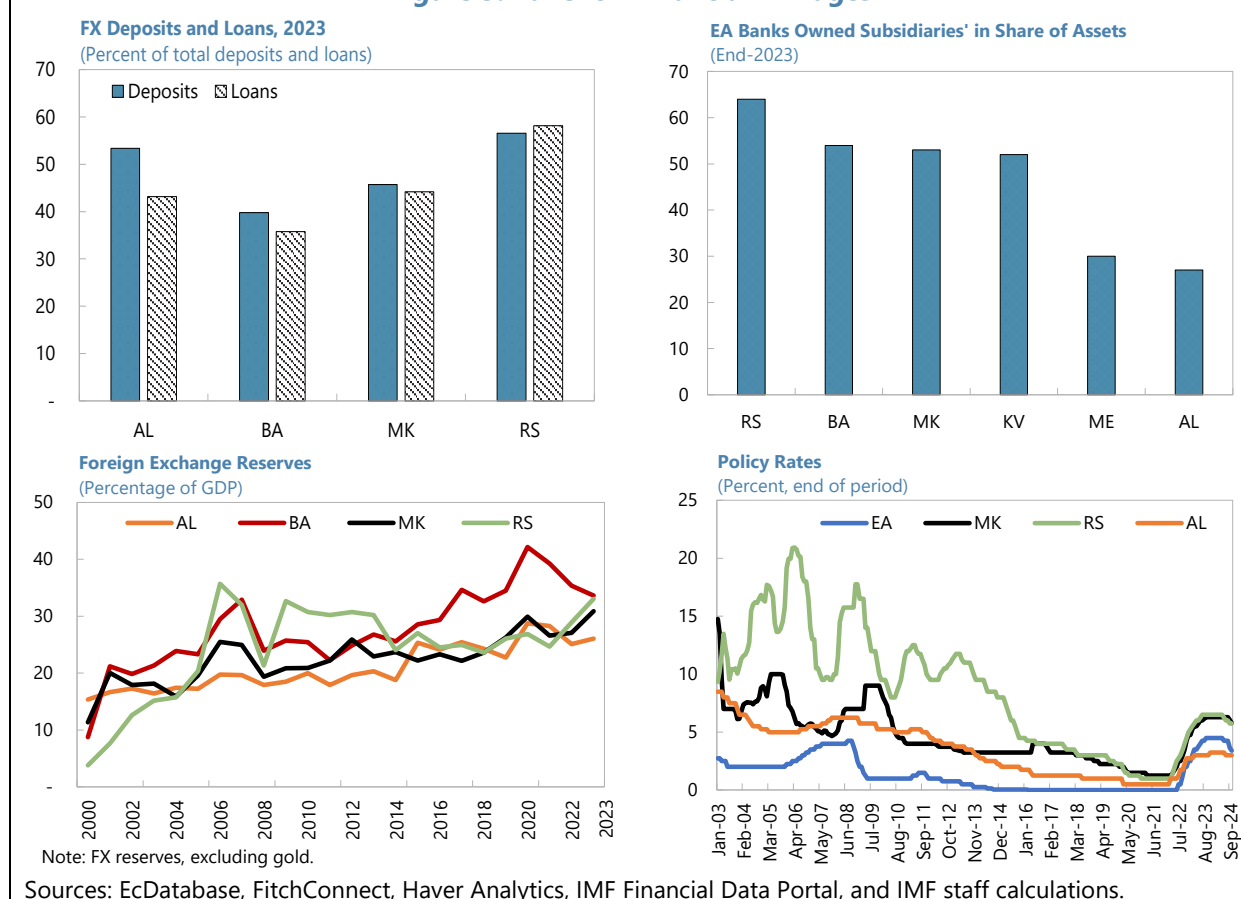 FX Deposits and Loans, 2023
(Percent of total deposits and loans)
70
60
50
40
30
20
10
-
Deposits Loans
AL BA MK RS
EA Banks Owned Subsidiaries' in Share of Assets
(End-2023)
70
60
50
40
30
20
10
0
RS BA MK KV ME AL
Foreign Exchange Reserves
(Percentage of GDP)
50
40
30
20
10
-
AL BA MK RS
2000 2002 2004 2006 2008 2010 2012 2014 2016 2018 2020 2022 2023
Note: FX reserves, excluding gold.
Policy Rates
(Percent, end of period)
25
20
15
10
5
0
EA MK RS AL
Jan-03 Feb-04 Mar-05 Apr-06 May-07 Jun-08 Jul-09 Aug-10 Sep-11 Oct-12 Nov-13 Dec-14 Jan-16 Feb-17 Mar-18 Apr-19 May-20 Jun-21 Jul-22 Aug-23 Sep-24
Sources: EcDatabase, FitchConnect, Haver Analytics, IMF Financial Data Portal, and IMF staff calculations.